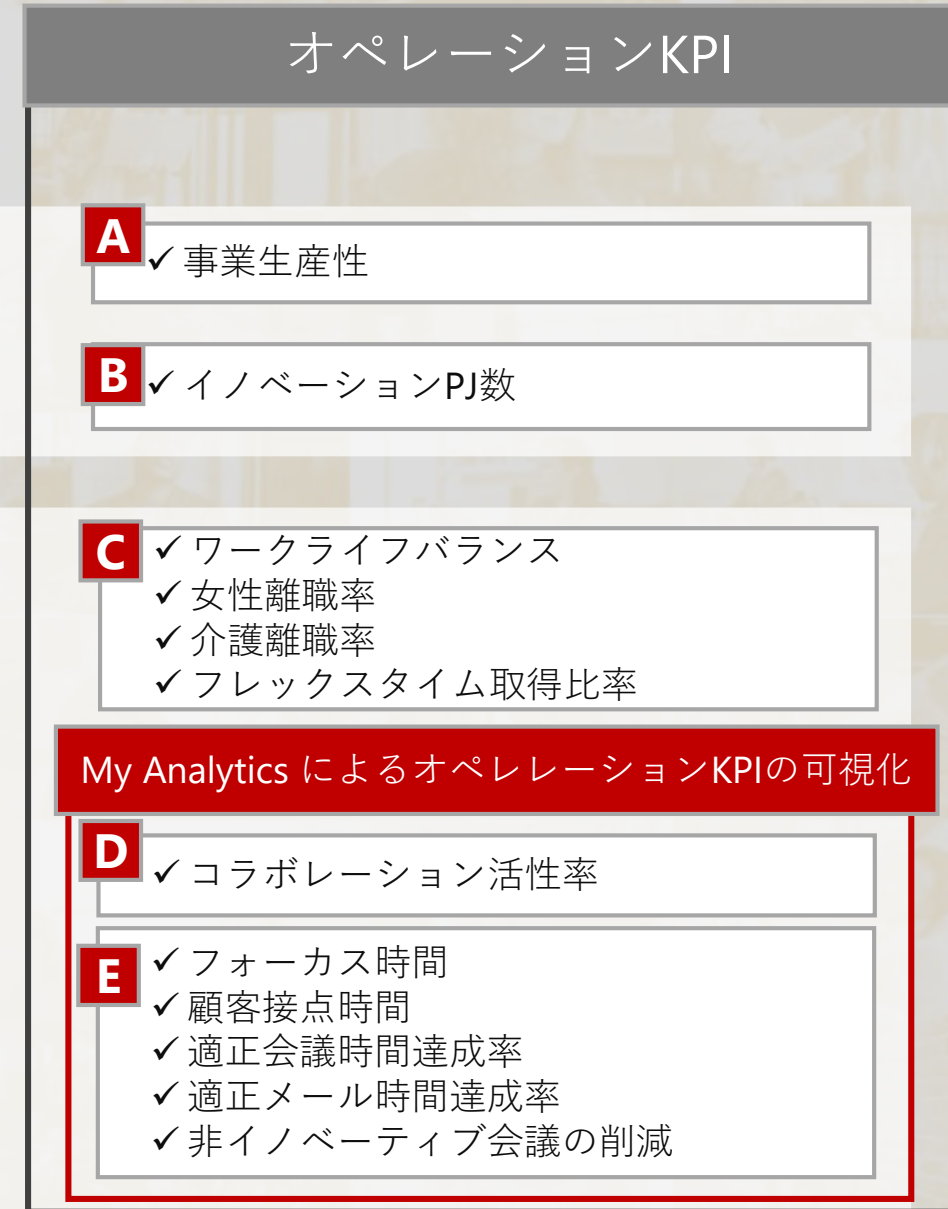 オペレーションKPI
A
✓ 事業生産性
B
✓ イノベーションPJ数
C
✓ ワークライフバランス
✓ 女性離職率
✓ 介護離職率
✓ フレックスタイム取得比率
My Analytics によるオペレレーションKPIの可視化
D
✓ コラボレーション活性率
E
✓ フォーカス時間
✓ 顧客接点時間
✓ 適正会議時間達成率
✓ 適正メール時間達成率
✓ 非イノベーティブ会議の削減